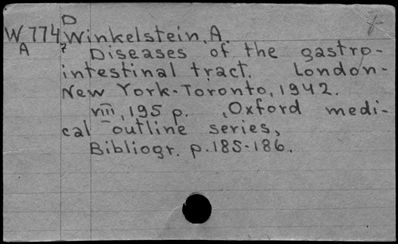 D
W 774 Winkelstein, A.
A ? Diseases of the gastro-
intestinal tract. London-
New York-Toronto, 1942.
VIII, 195 p. , Oxford medi-
cal outline series,
Bibliogr. p. 185-186.